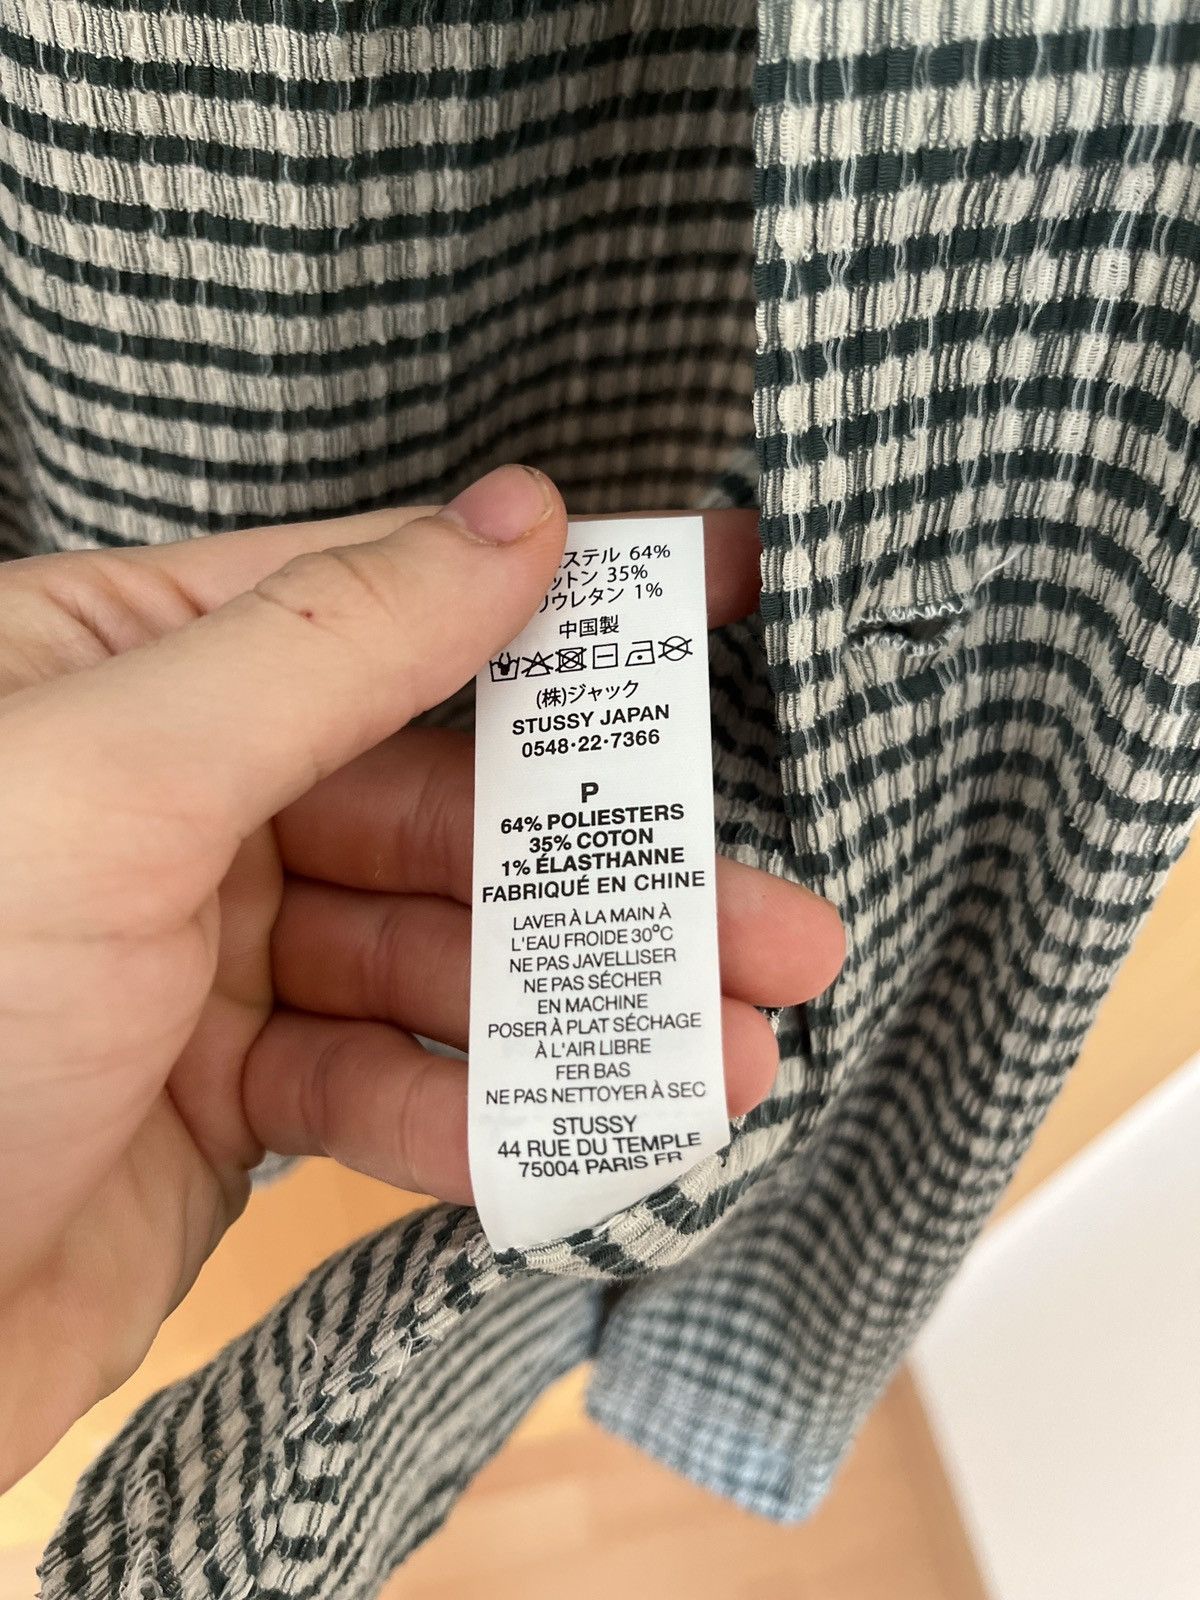 ステル 64%
ットン 35%
リウレタン 1%
中国製
(株)ジャック
STUSSY JAPAN
0548·22·7366
P
64% POLIESTERS
35% COTON
1% ÉLASTHANNE
FABRIQUÉ EN CHINE
LAVER À LA MAIN À
L'EAU FROIDE 30°C
NE PAS JAVELLISER
NE PAS SÉCHER
EN MACHINE
POSER À PLAT SÉCHAGE
À L'AIR LIBRE
FER BAS
NE PAS NETTOYER À SEC
STUSSY
44 RUE DU TEMPLE
75004 PARIS FR